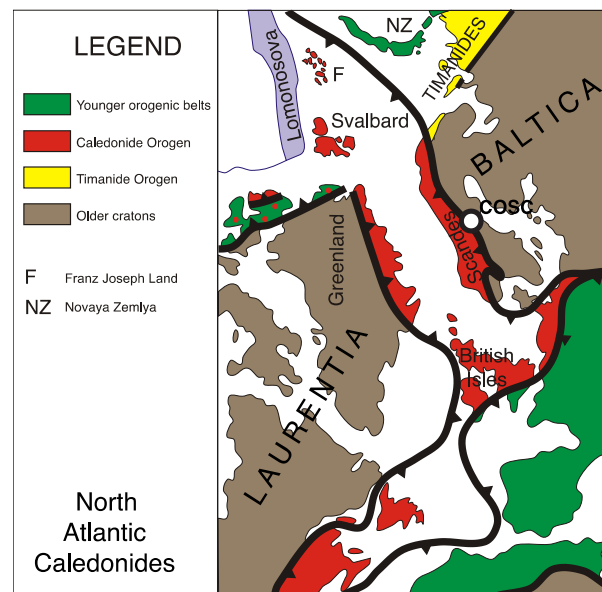 LEGEND
Younger orogenic belts
Caledonide Orogen
Timanide Orogen
Older cratons
F Franz Joseph Land
NZ Novaya Zemlya
North
Atlantic
Caledonides
NZ
F
Lomonosova
Svalbard
TIMANIDES
BALTICA
COSC
Scandes
Greenland
LAURENTIA
British
Isles